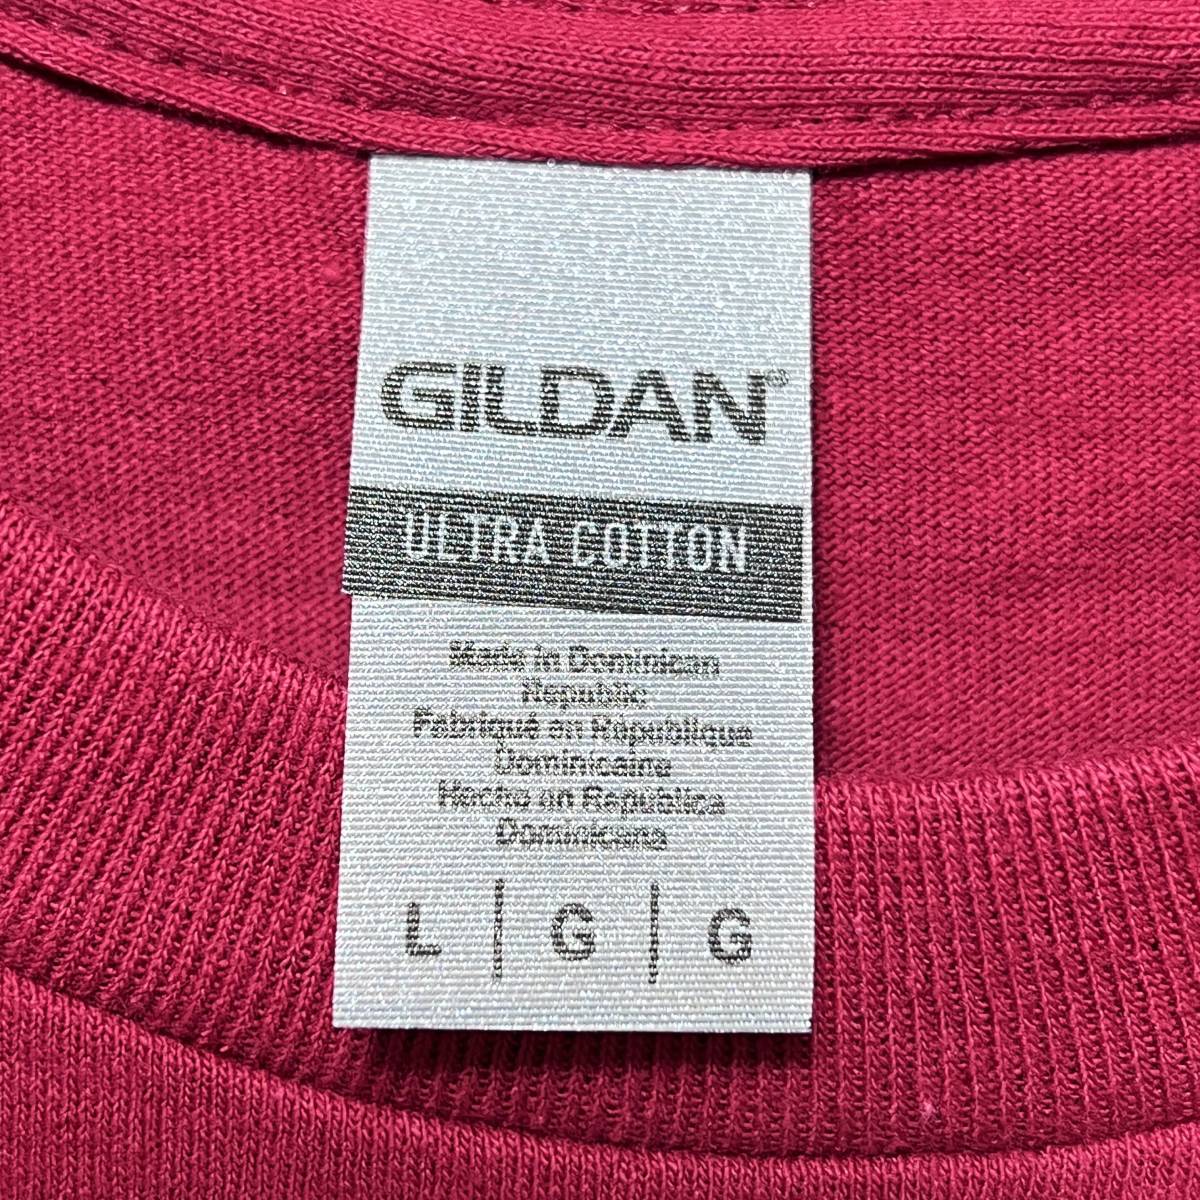 GILDAN®
ULTRA COTTON
Made in Dominican
Republic
Fabriqué en République
Dominicaine
Hecho en República
Dominicana
L | G | G